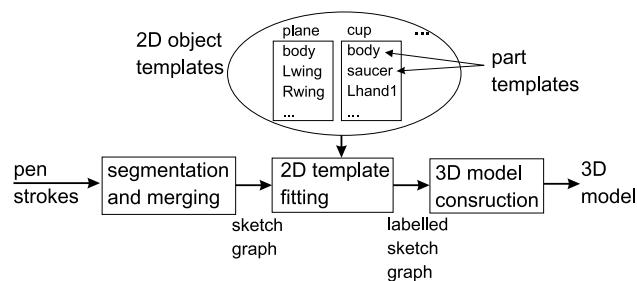 2D object
templates
plane
body
Lwing
Rwing
...
cup
body
saucer
Lhand1
...
...
part
templates
pen
strokes
segmentation
and merging
sketch
graph
2D template
fitting
labelled
sketch
graph
3D model
consruction
3D
model